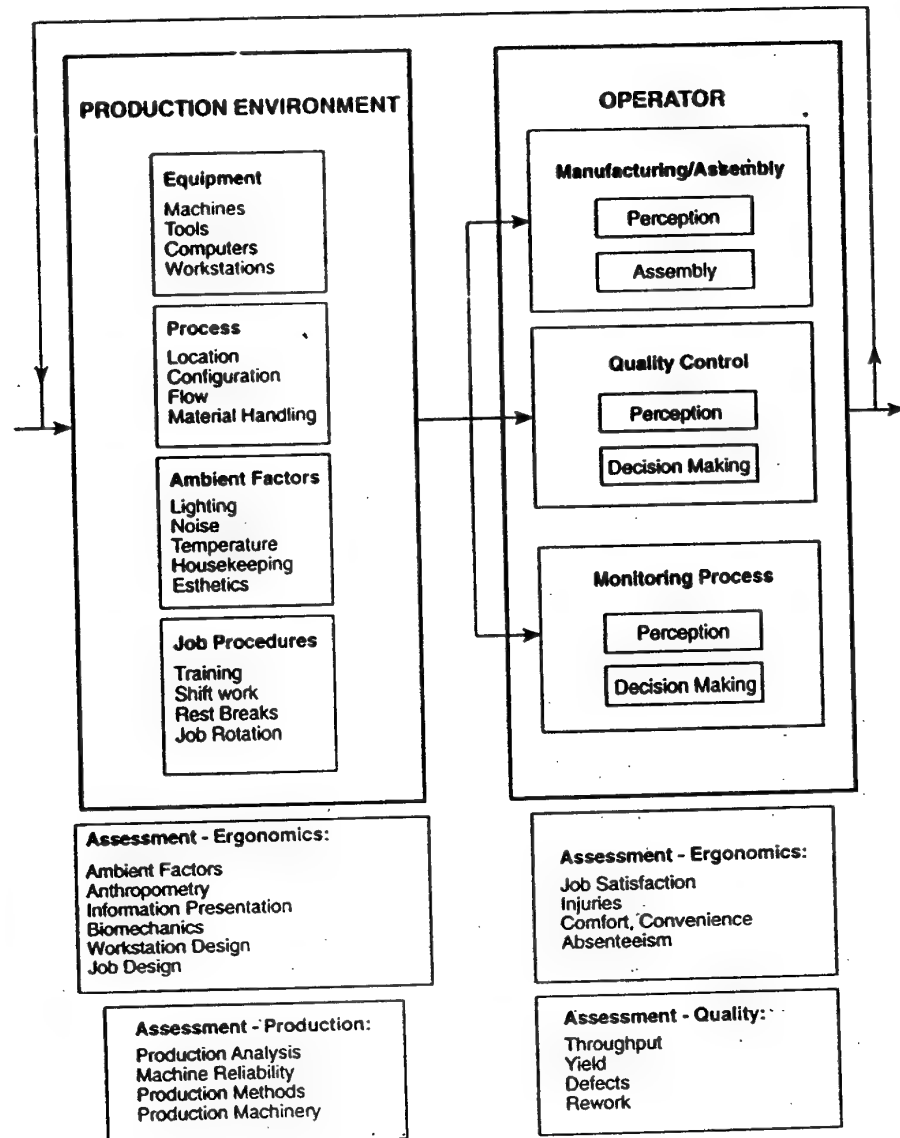 PRODUCTION ENVIRONMENT
Equipment
Machines
Tools
Computers
Workstations
Process
Location
Configuration
Flow
Material Handling
Ambient Factors
Lighting
Noise
Temperature
Housekeeping
Esthetics
Job Procedures
Training
Shift work
Rest Breaks
Job Rotation
OPERATOR
Manufacturing/Assembly
Perception
Assembly
Quality Control
Perception
Decision Making
Monitoring Process
Perception
Decision Making
Assessment - Ergonomics:
Ambient Factors
Anthropometry
Information Presentation
Biomechanics
Workstation Design
Job Design
Assessment - Ergonomics:
Job Satisfaction
Injuries
Comfort, Convenience
Absenteeism
Assessment - Production:
Production Analysis
Machine Reliability
Production Methods
Production Machinery
Assessment - Quality:
Throughput
Yield
Defects
Rework